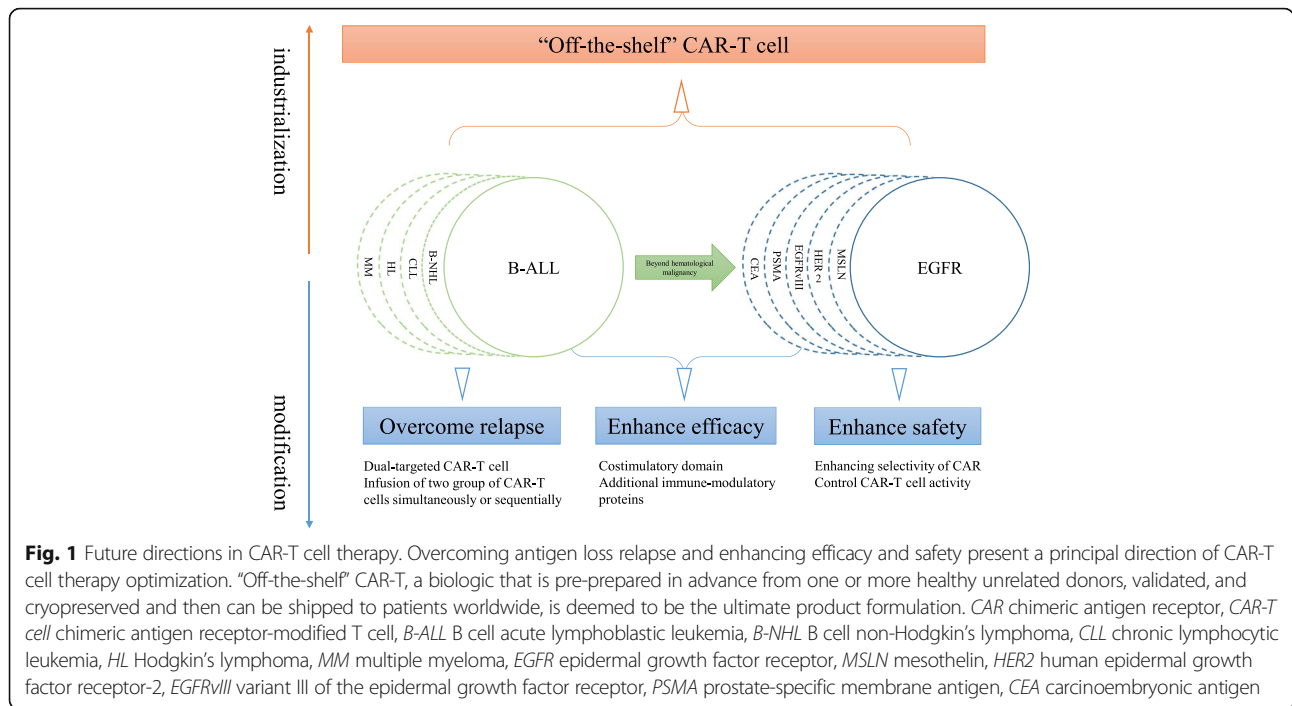 industrialization
modification
“Off-the-shelf” CAR-T cell
MM
HL
CLL
B-NHL
B-ALL
Beyond hematological
malignancy
CEA
PSMA
EGFRvIII
HER 2
MSLN
EGFR
Overcome relapse
Dual-targeted CAR-T cell
Infusion of two group of CAR-T
cells simultaneously or sequentially
Enhance efficacy
Costimulatory domain
Additional immune-modulatory
proteins
Enhance safety
Enhancing selectivity of CAR
Control CAR-T cell activity
Fig. 1 Future directions in CAR-T cell therapy. Overcoming antigen loss relapse and enhancing efficacy and safety present a principal direction of CAR-T
cell therapy optimization. “Off-the-shelf” CAR-T, a biologic that is pre-prepared in advance from one or more healthy unrelated donors, validated, and
cryopreserved and then can be shipped to patients worldwide, is deemed to be the ultimate product formulation. CAR chimeric antigen receptor, CAR-T
cell chimeric antigen receptor-modified T cell, B-ALL B cell acute lymphoblastic leukemia, B-NHL B cell non-Hodgkin’s lymphoma, CLL chronic lymphocytic
leukemia, HL Hodgkin’s lymphoma, MM multiple myeloma, EGFR epidermal growth factor receptor, MSLN mesothelin, HER2 human epidermal growth
factor receptor-2, EGFRvIII variant III of the epidermal growth factor receptor, PSMA prostate-specific membrane antigen, CEA carcinoembryonic antigen